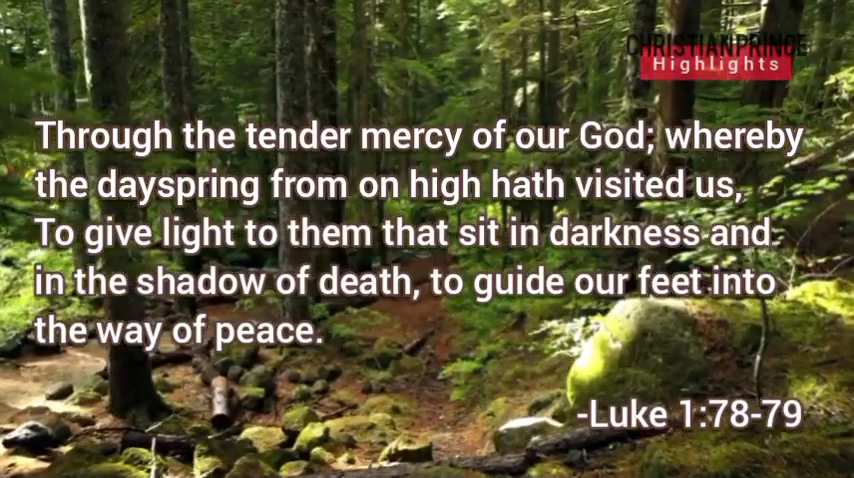 CHRISTIAN PRINCE
Highlights
Through the tender mercy of our God; whereby
the dayspring from on high hath visited us,
To give light to them that sit in darkness and
in the shadow of death, to guide our feet into
the way of peace.
-Luke 1:78-79